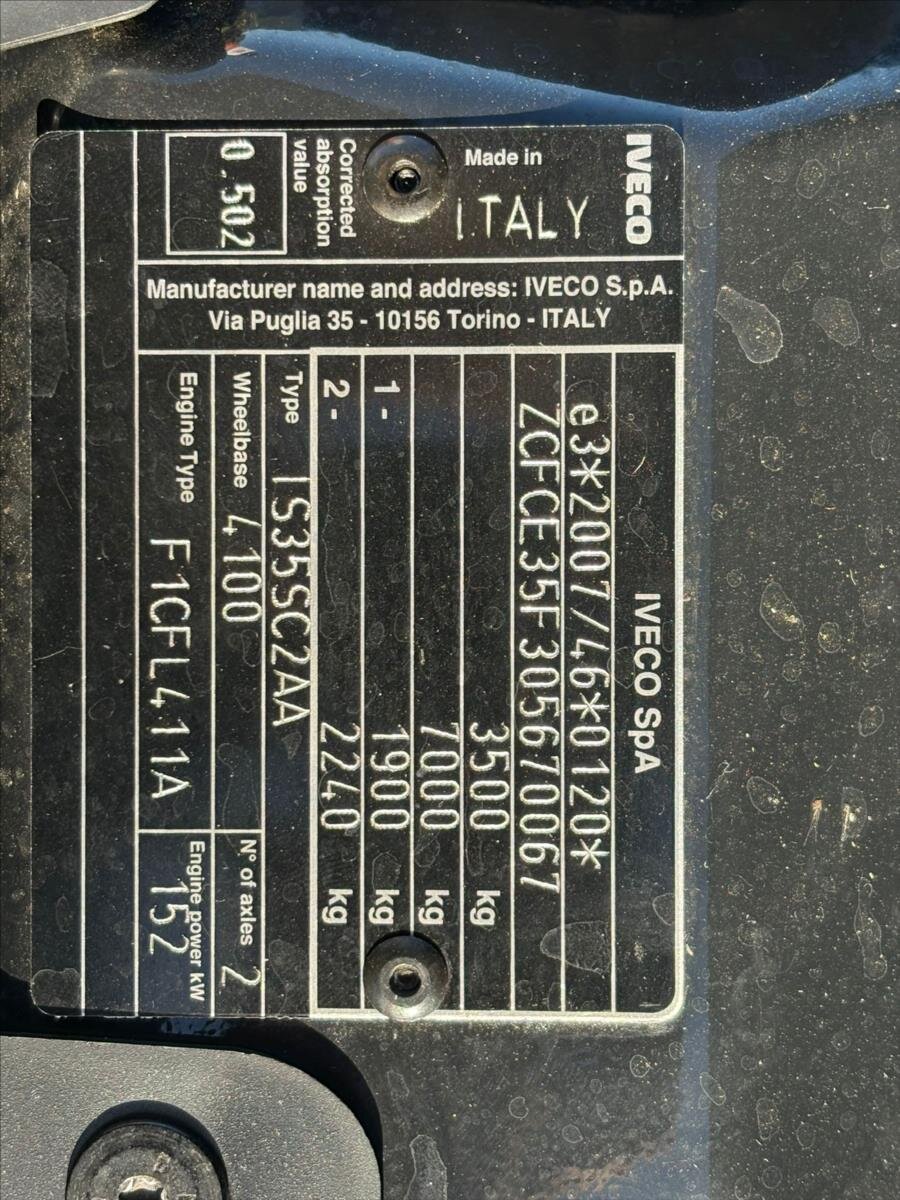 IVECO
Made in
ITALY
Corrected
absorption
value
0.502
Manufacturer name and address: IVECO S.p.A.
Via Puglia 35 - 10156 Torino - ITALY
IVECO SpA
e3*2007/46*0120*
ZCFCE35F305670067
3500 kg
7000 kg
1- 1900 kg
2- 2240 kg
Type IS35SC2AA
Wheelbase 4100 N° of axles 2
Engine Type F1CFL411A Engine power kW 152